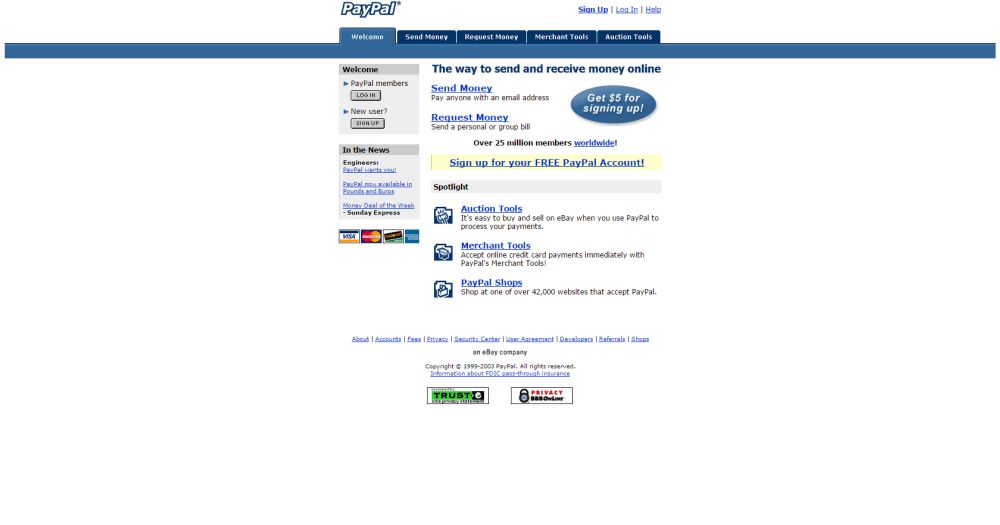 PayPal®
Sign Up | Log In | Help
Welcome
Send Money
Request Money
Merchant Tools
Auction Tools
Welcome
PayPal members
LOG IN
New user?
SIGN UP
In the News
Engineers:
PayPal wants you!
PayPal now available in
Pounds and Euros
Money Deal of the Week
- Sunday Express
VISA
The way to send and receive money online
Send Money
Pay anyone with an email address
Request Money
Send a personal or group bill
Get $5 for
signing up!
Over 25 million members worldwide!
Sign up for your FREE PayPal Account!
Spotlight
Auction Tools
It's easy to buy and sell on eBay when you use PayPal to
process your payments.
Merchant Tools
Accept online credit card payments immediately with
PayPal's Merchant Tools!
PayPal Shops
Shop at one of over 42,000 websites that accept PayPal.
About | Accounts | Fees | Privacy | Security Center | User Agreement | Developers | Referrals | Shops
an eBay company
Copyright © 1999-2003 PayPal. All rights reserved.
Information about FDIC pass-through insurance
reviewed by
TRUSTe
site privacy statement
PRIVACY
BBBOnLine